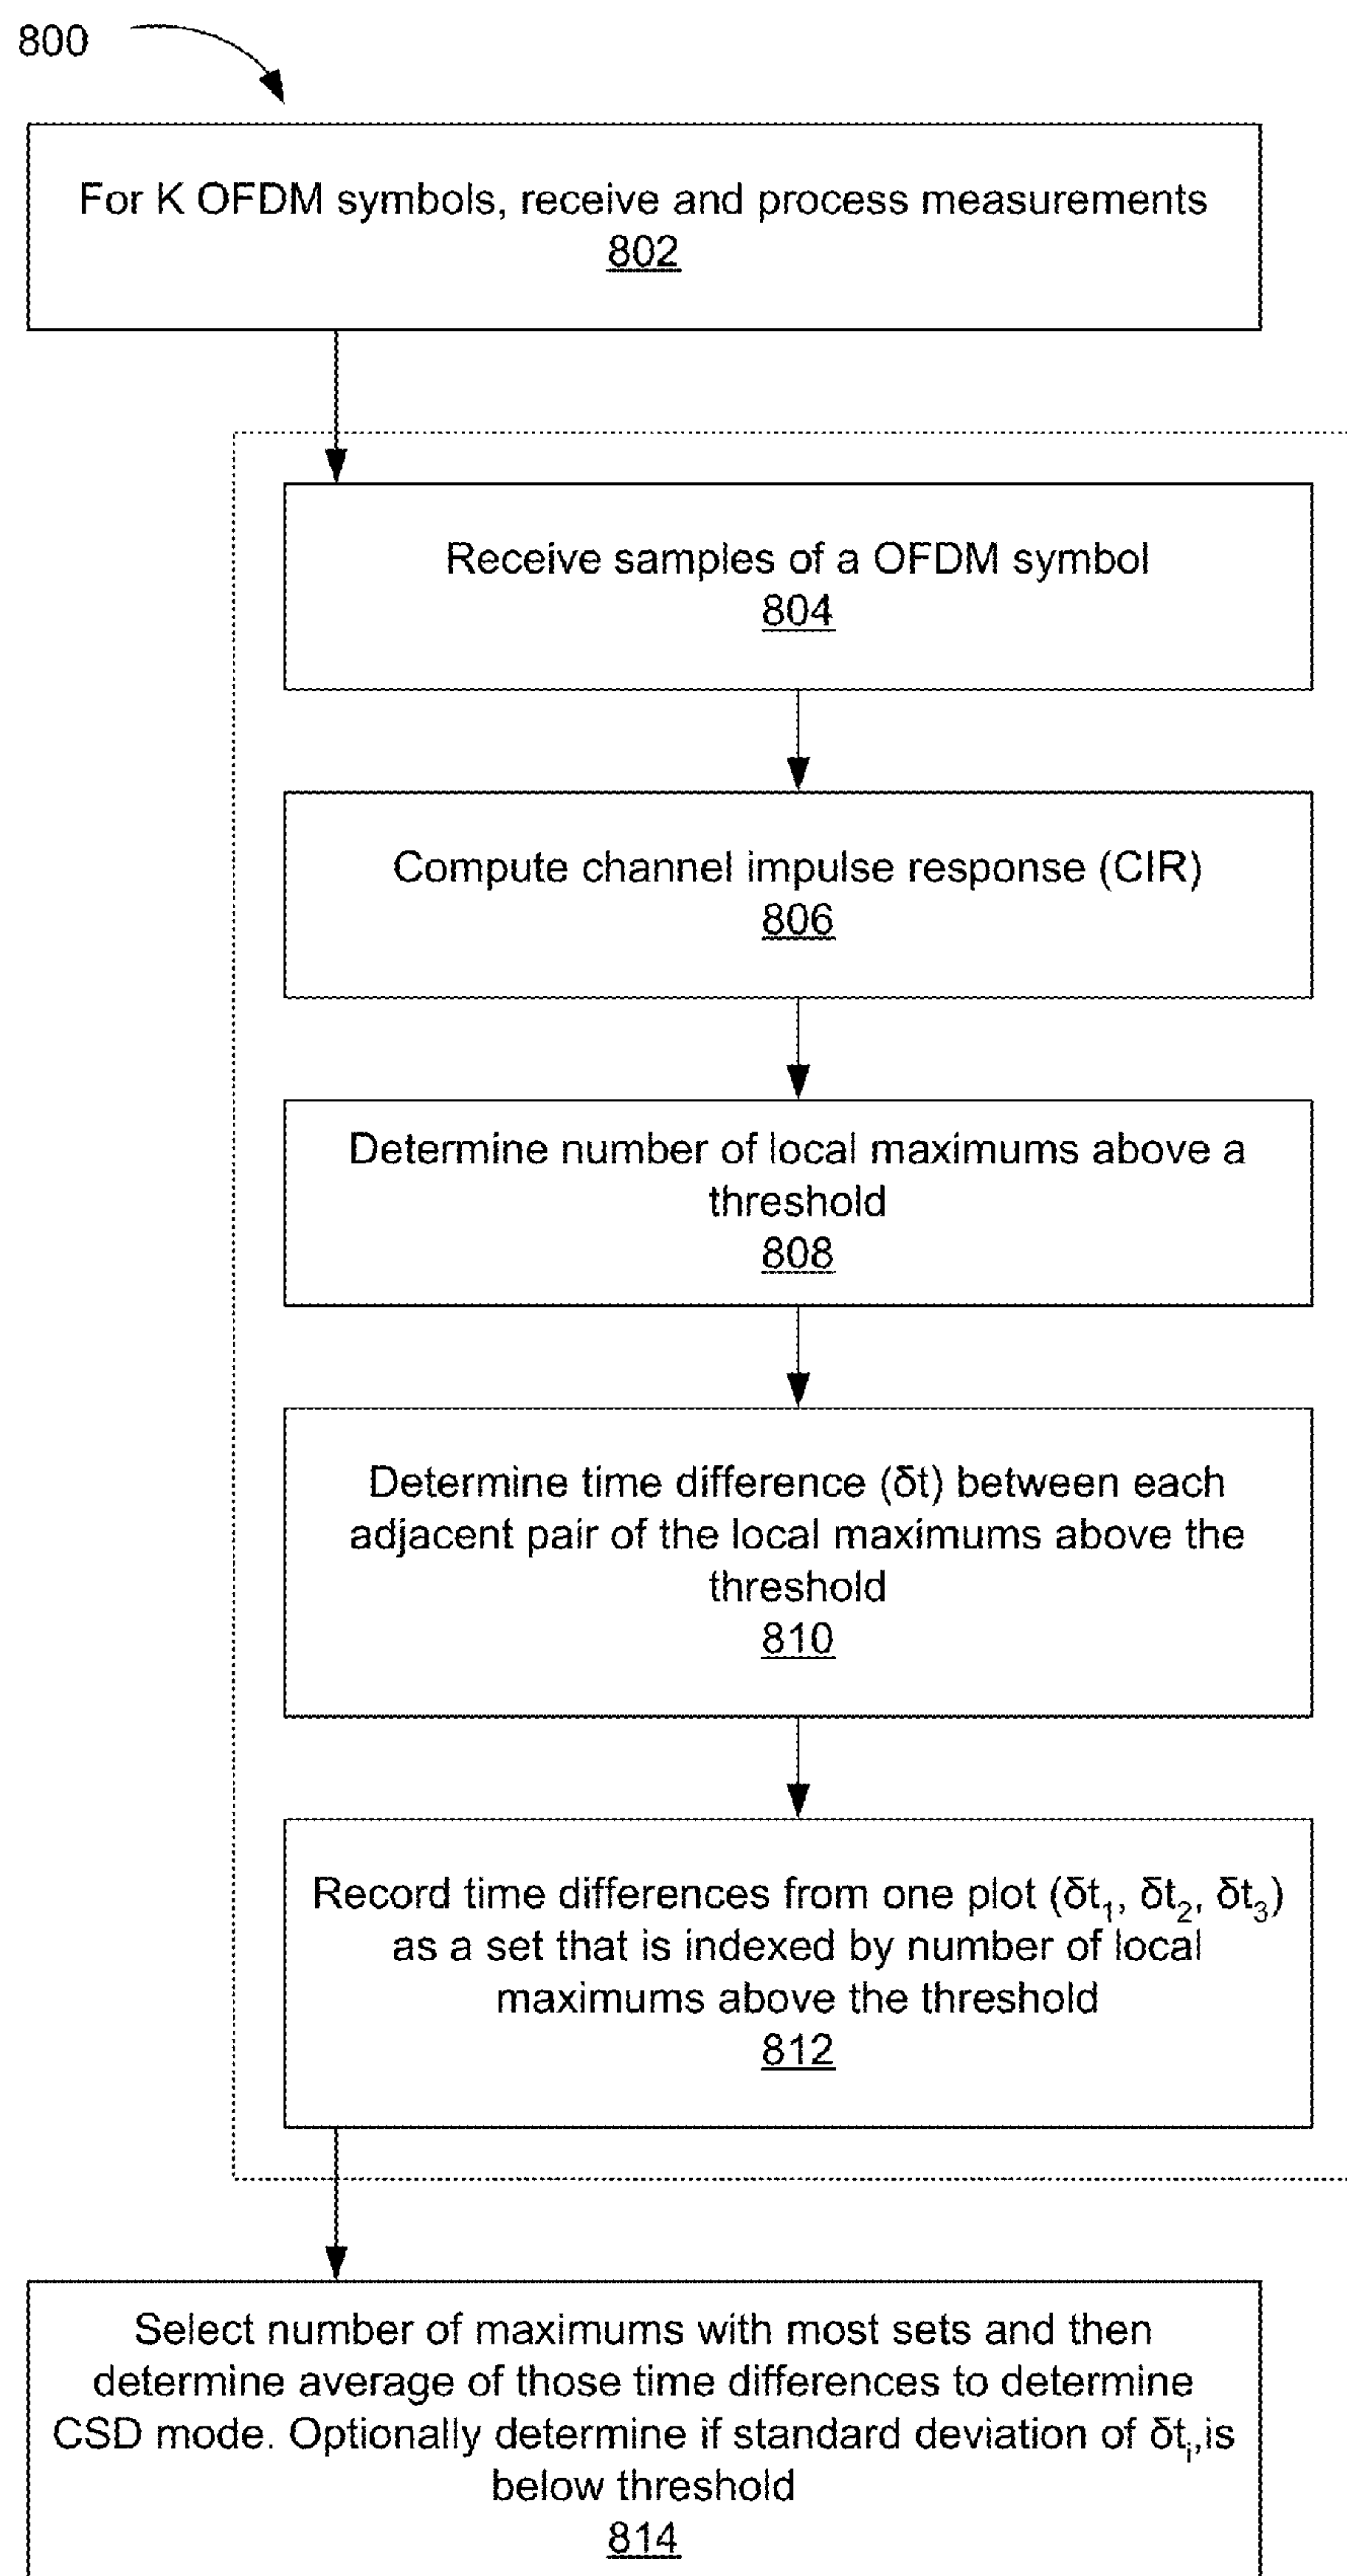 800
For K OFDM symbols, receive and process measurements
802
Receive samples of a OFDM symbol
804
Compute channel impulse response (CIR)
806
Determine number of local maximums above a
threshold
808
Determine time difference (δt) between each
adjacent pair of the local maximums above the
threshold
810
Record time differences from one plot (δt₁, δt₂, δt₃)
as a set that is indexed by number of local
maximums above the threshold
812
Select number of maximums with most sets and then
determine average of those time differences to determine
CSD mode. Optionally determine if standard deviation of δtᵢ,is
below threshold
814